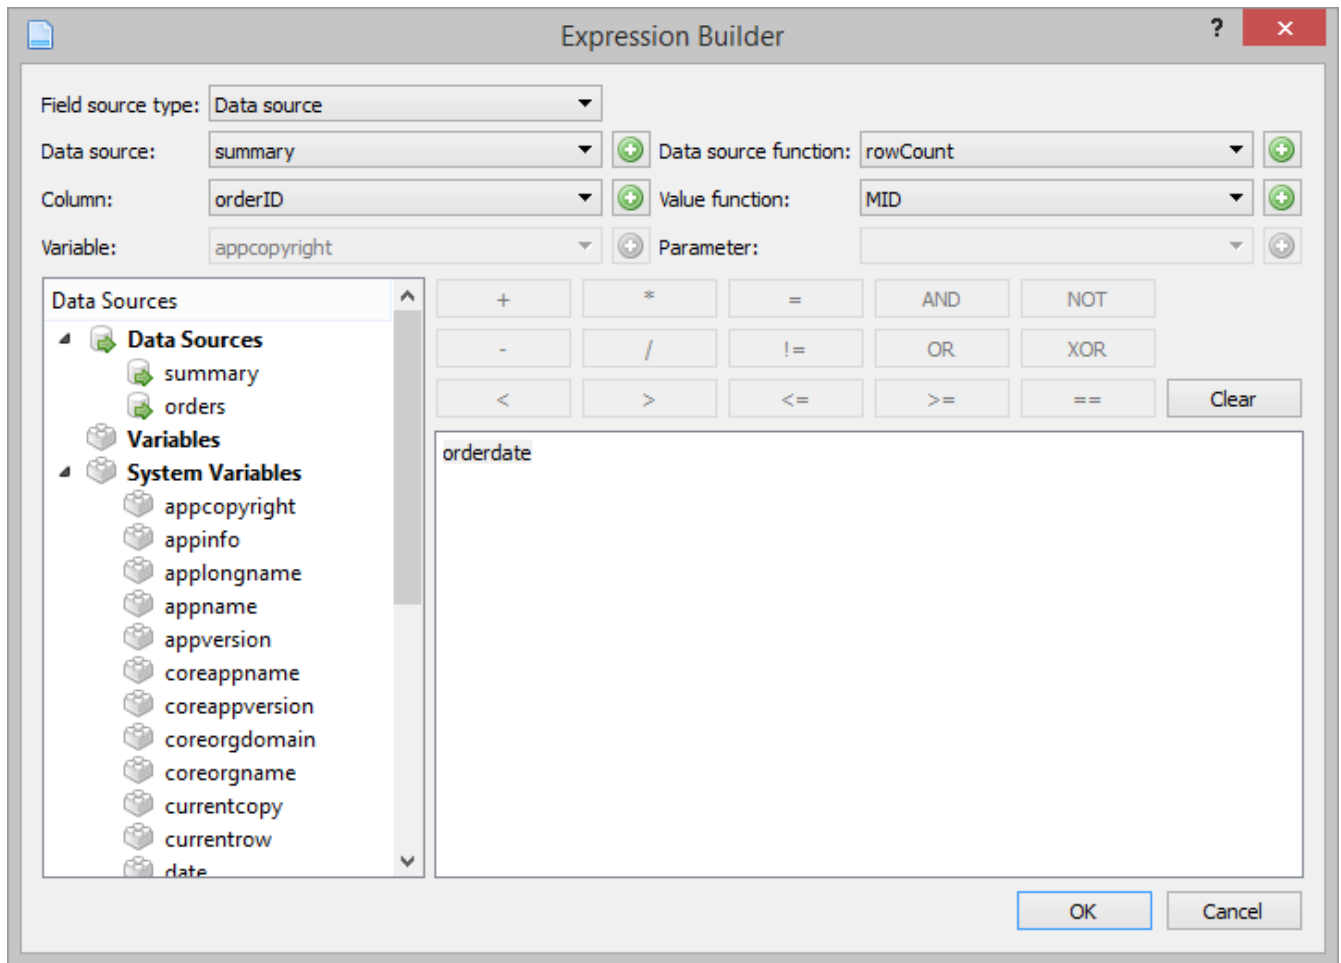 Expression Builder
?
×
Field source type: Data source
Data source: summary Data source function: rowCount
Column: orderID Value function: MID
Variable: appcopyright Parameter:
Data Sources
Data Sources
summary
orders
Variables
System Variables
appcopyright
appinfo
applongname
appname
appversion
coreappname
coreappversion
coreorgdomain
coreorgname
currentcopy
currentrow
date
+ * = AND NOT
- / != OR XOR
< > <= >= == Clear
orderdate
OK Cancel